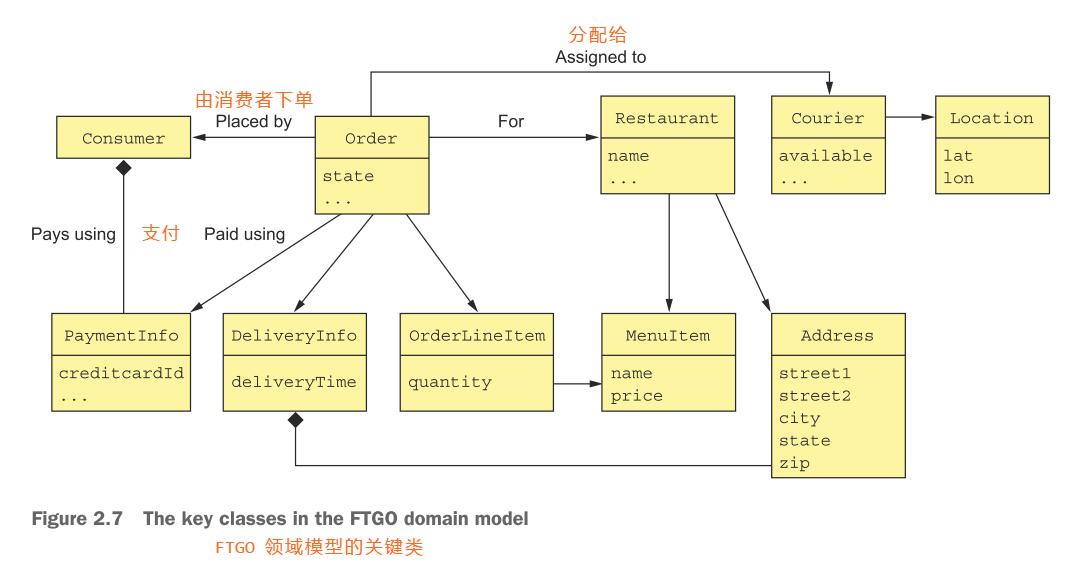 分配给
Assigned to
由消费者下单
Placed by
For
Consumer
Order
state
...
Restaurant
name
...
Courier
available
...
Location
lat
lon
Pays using
支付
Paid using
PaymentInfo
creditcardId
...
DeliveryInfo
deliveryTime
OrderLineItem
quantity
MenuItem
name
price
Address
street1
street2
city
state
zip
Figure 2.7 The key classes in the FTGO domain model
FTGO 领域模型的关键类